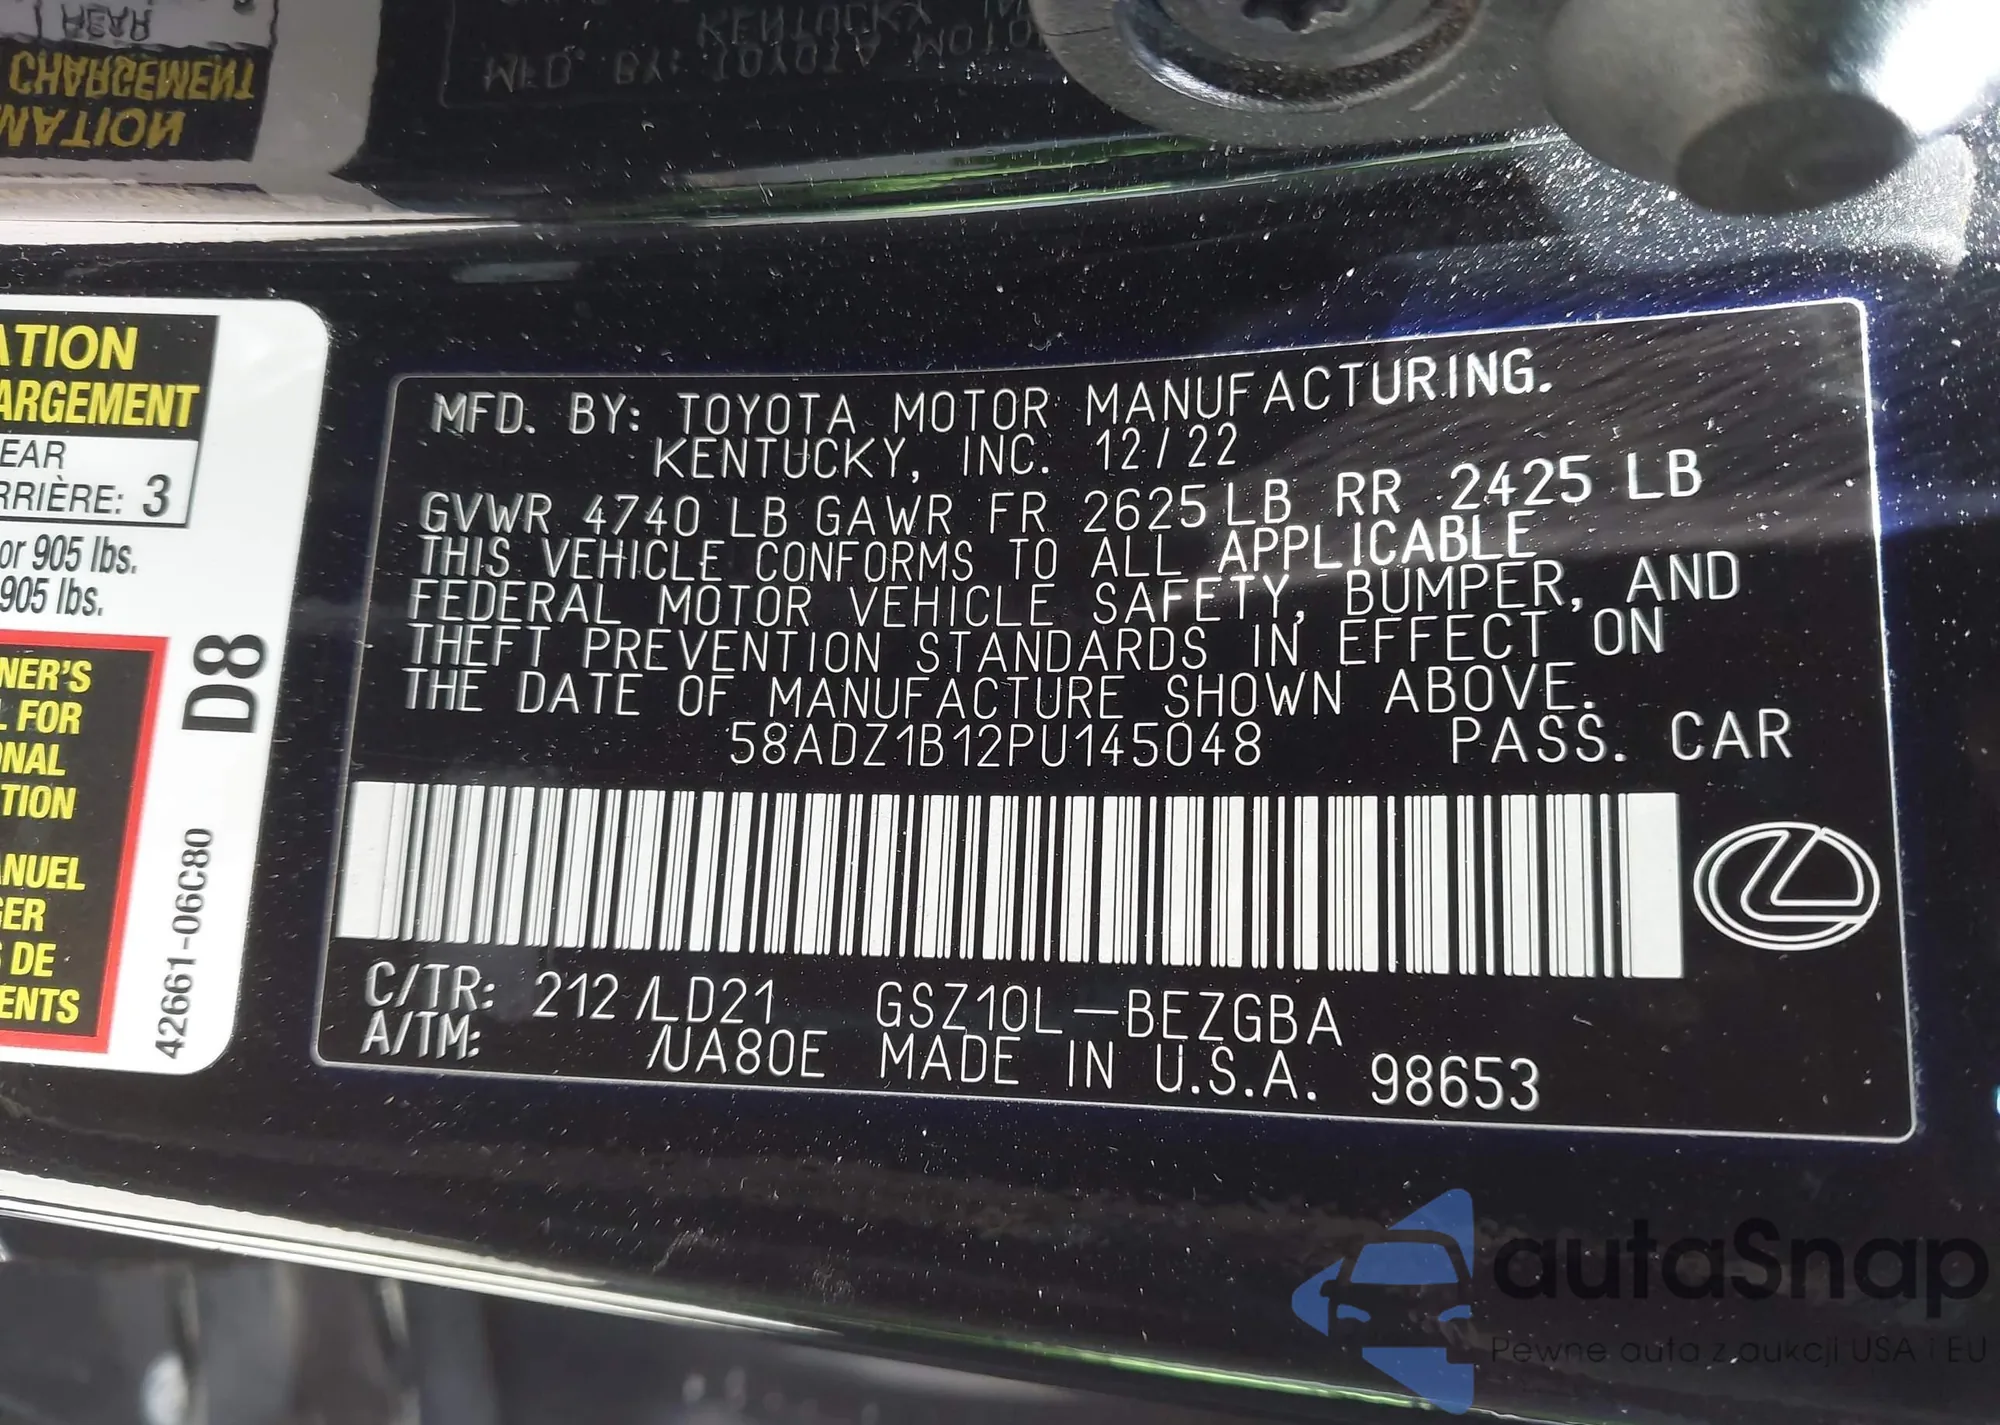 CHARGEMENT
ATION
ARGEMENT
EAR
RRIÈRE: 3
or 905 lbs.
905 lbs.
NER'S
L FOR
ONAL
TION
ANUEL
GER
S DE
ENTS
D8
42661-06C80
MFD. BY: TOYOTA MOTOR MANUFACTURING.
KENTUCKY, INC. 12/22
GVWR 4740 LB GAWR FR 2625 LB RR 2425 LB
THIS VEHICLE CONFORMS TO ALL APPLICABLE
FEDERAL MOTOR VEHICLE SAFETY, BUMPER, AND
THEFT PREVENTION STANDARDS IN EFFECT ON
THE DATE OF MANUFACTURE SHOWN ABOVE.
58ADZ1B12PU145048 PASS. CAR
C/TR: 212 /LD21 GSZ10L-BEZGBA
A/TM: /UA80E MADE IN U.S.A. 98653
autaSnap
Pewne auta z aukcji USA i EU